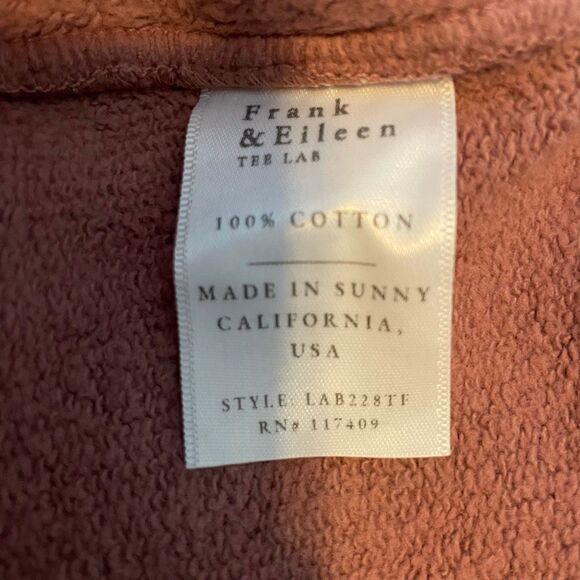 Frank
& Eileen
TEE LAB
100% COTTON
MADE IN SUNNY
CALIFORNIA,
USA
STYLE: LAB228TF
RN# 117409